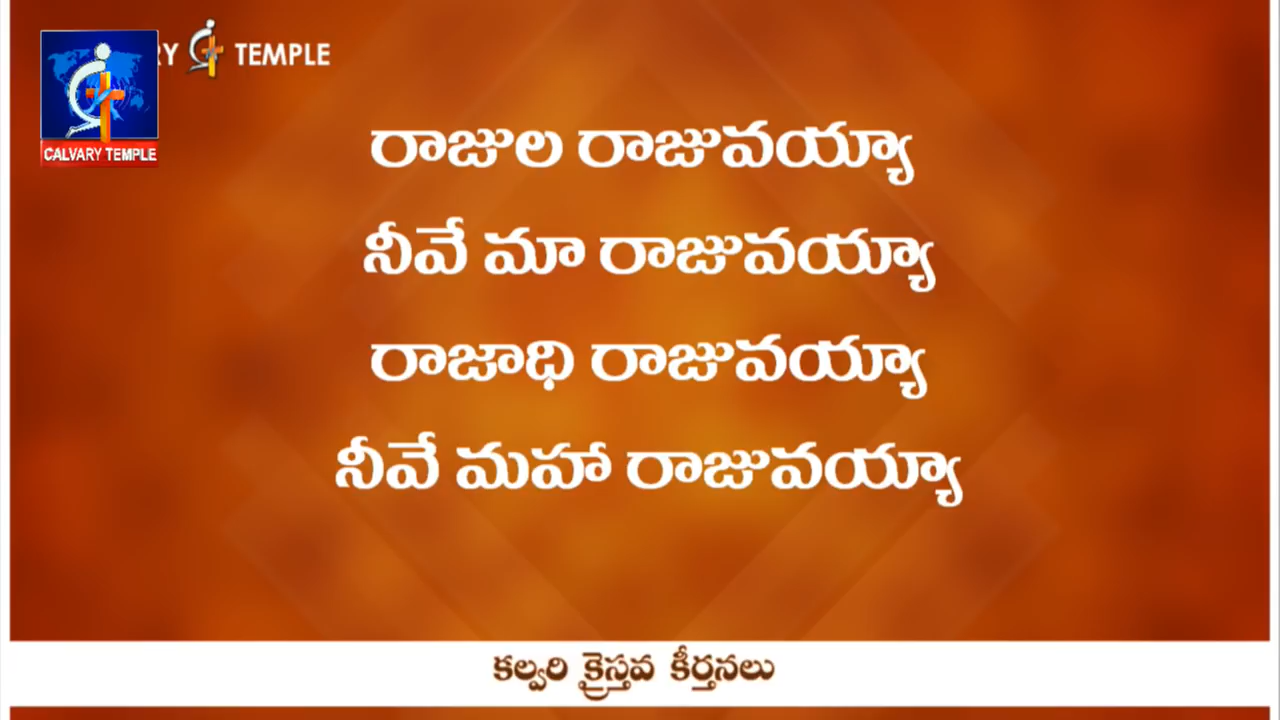 RY TEMPLE
CALVARY TEMPLE
రాజుల రాజువయ్యా
నీవే మా రాజువయ్యా
రాజాధి రాజువయ్యా
నీవే మహా రాజువయ్యా
కల్వరి క్రైస్తవ కీర్తనలు